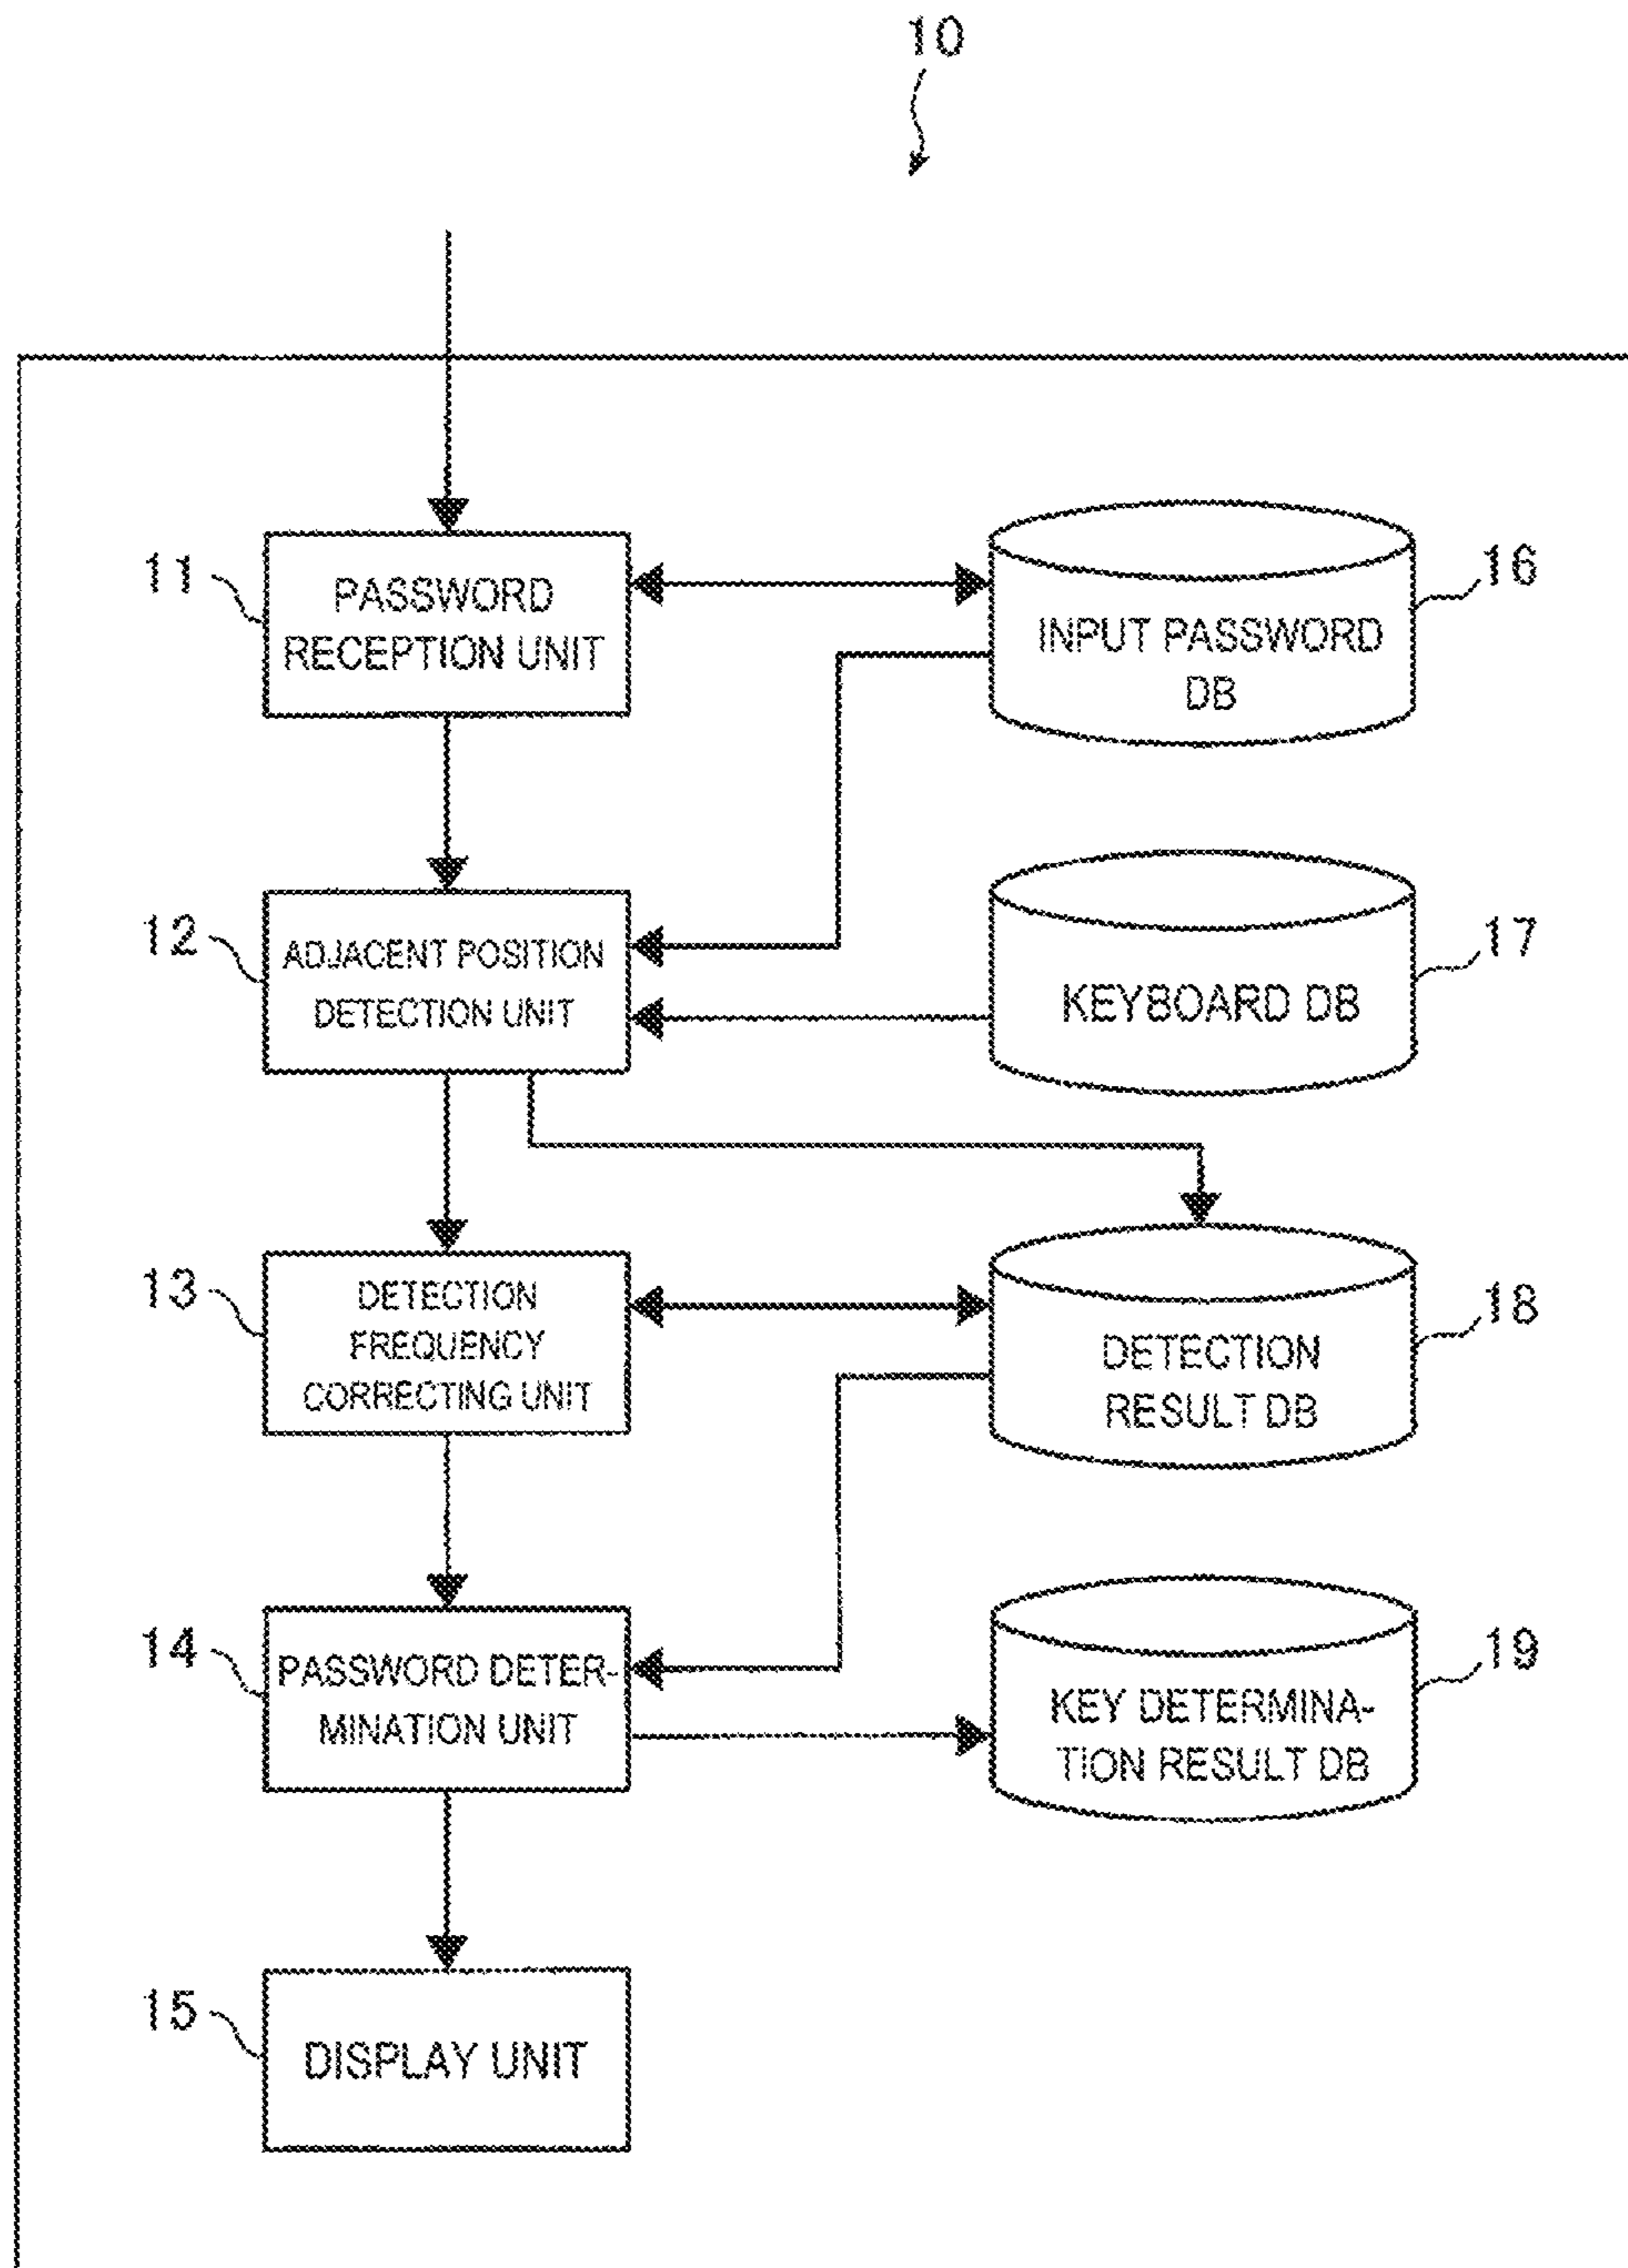 10
11
PASSWORD
RECEPTION UNIT
16
INPUT PASSWORD
DB
12
ADJACENT POSITION
DETECTION UNIT
17
KEYBOARD DB
13
DETECTION
FREQUENCY
CORRECTING UNIT
18
DETECTION
RESULT DB
14
PASSWORD DETER-
MINATION UNIT
19
KEY DETERMINA-
TION RESULT DB
15
DISPLAY UNIT